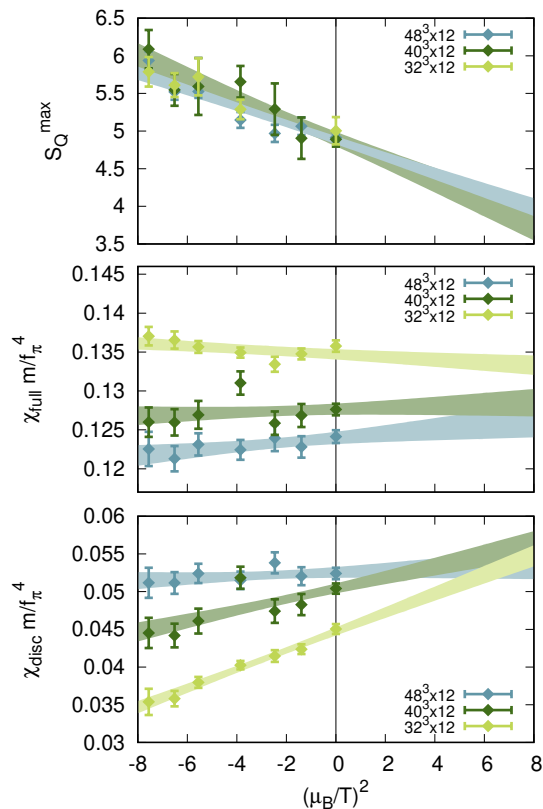 6.5
6
5.5
5
4.5
4
3.5
S_Q^max
48³x12
40³x12
32³x12
0.145
0.14
0.135
0.13
0.125
0.12
χ_full m/f_π^4
48³x12
40³x12
32³x12
0.06
0.055
0.05
0.045
0.04
0.035
0.03
χ_disc m/f_π^4
48³x12
40³x12
32³x12
-8 -6 -4 -2 0 2 4 6 8
(μ_B/T)²